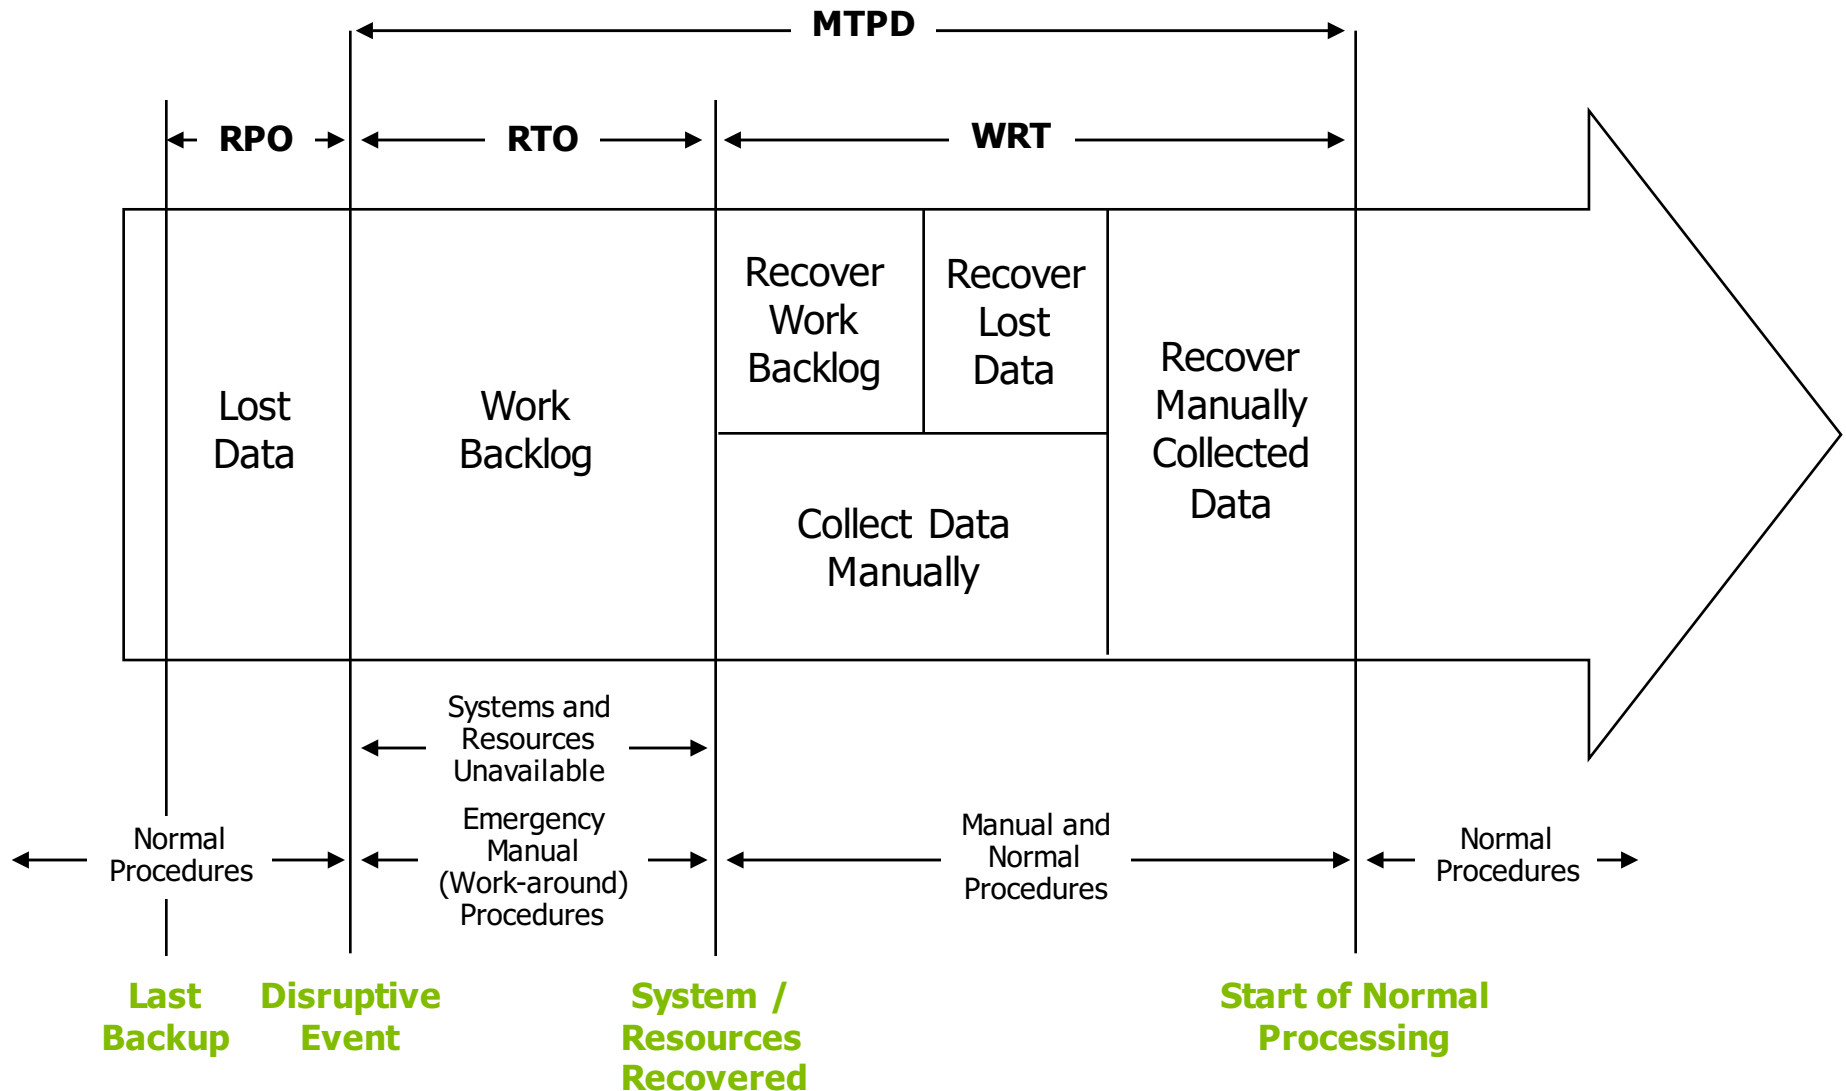 MTPD
RPO
RTO
WRT
Lost
Data
Work
Backlog
Recover
Work
Backlog
Recover
Lost
Data
Collect Data
Manually
Recover
Manually
Collected
Data
Systems and
Resources
Unavailable
Normal
Procedures
Emergency
Manual
(Work-around)
Procedures
Manual and
Normal
Procedures
Normal
Procedures
Last
Backup
Disruptive
Event
System /
Resources
Recovered
Start of Normal
Processing